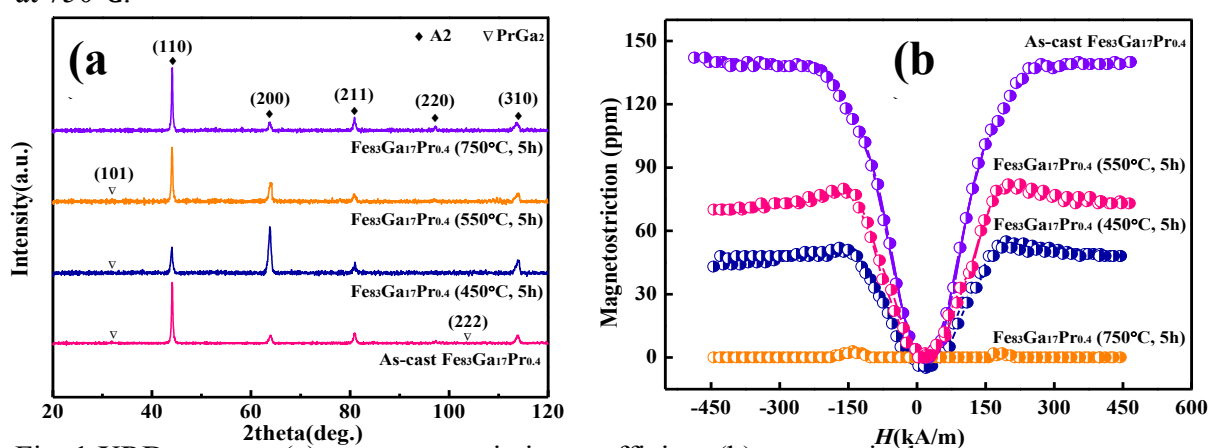 at 750°C.
(a
◆ A2 ▽ PrGa2
(110)
(200)
(211)
(220)
(310)
Fe83Ga17Pr0.4 (750°C, 5h)
(101)
Fe83Ga17Pr0.4 (550°C, 5h)
Fe83Ga17Pr0.4 (450°C, 5h)
(222)
As-cast Fe83Ga17Pr0.4
Intensity(a.u.)
20 40 60 80 100 120
2theta(deg.)
(b)
As-cast Fe83Ga17Pr0.4
Fe83Ga17Pr0.4 (550°C, 5h)
Fe83Ga17Pr0.4 (450°C, 5h)
Fe83Ga17Pr0.4 (750°C, 5h)
Magnetostriction (ppm)
150
120
90
60
30
0
-450 -300 -150 0 150 300 450 600
H(kA/m)